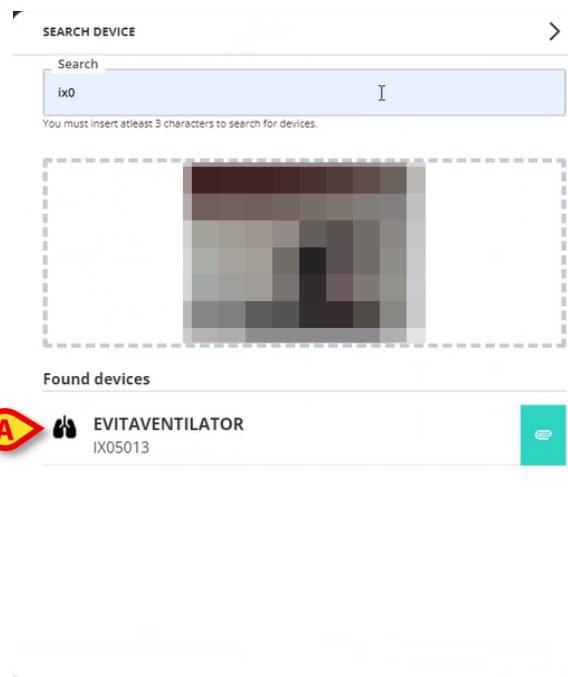 SEARCH DEVICE
Search
ix0
You must insert atleast 3 characters to search for devices.
Found devices
A
EVITAVENTILATOR
IX05013